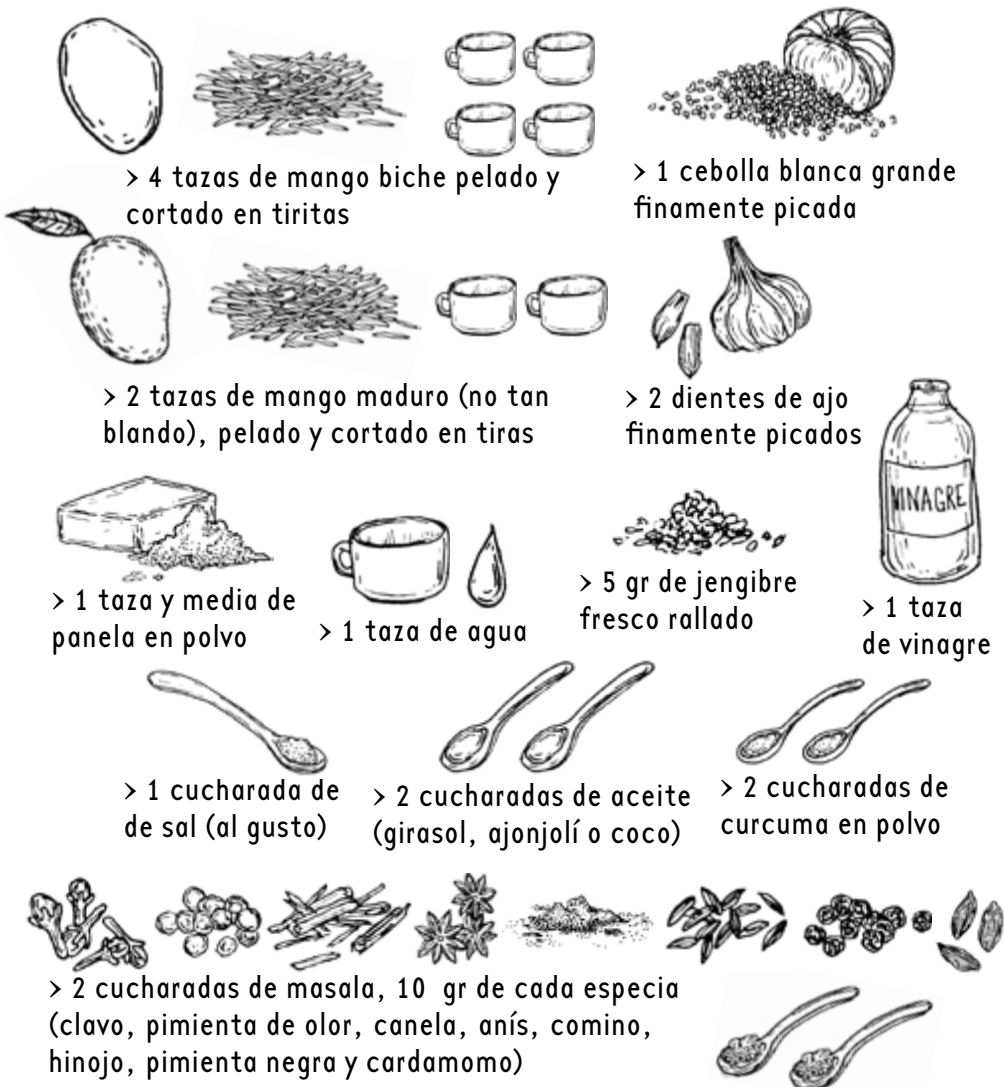 > 4 tazas de mango biche pelado y
cortado en tiritas
> 1 cebolla blanca grande
finamente picada
> 2 tazas de mango maduro (no tan
blando), pelado y cortado en tiras
> 2 dientes de ajo
finamente picados
VINAGRE
> 1 taza y media de
panela en polvo
> 1 taza de agua
> 5 gr de jengibre
fresco rallado
> 1 taza
de vinagre
> 1 cucharada de
de sal (al gusto)
> 2 cucharadas de aceite
(girasol, ajonjolí o coco)
> 2 cucharadas de
curcuma en polvo
> 2 cucharadas de masala, 10 gr de cada especia
(clavo, pimienta de olor, canela, anís, comino,
hinojo, pimienta negra y cardamomo)